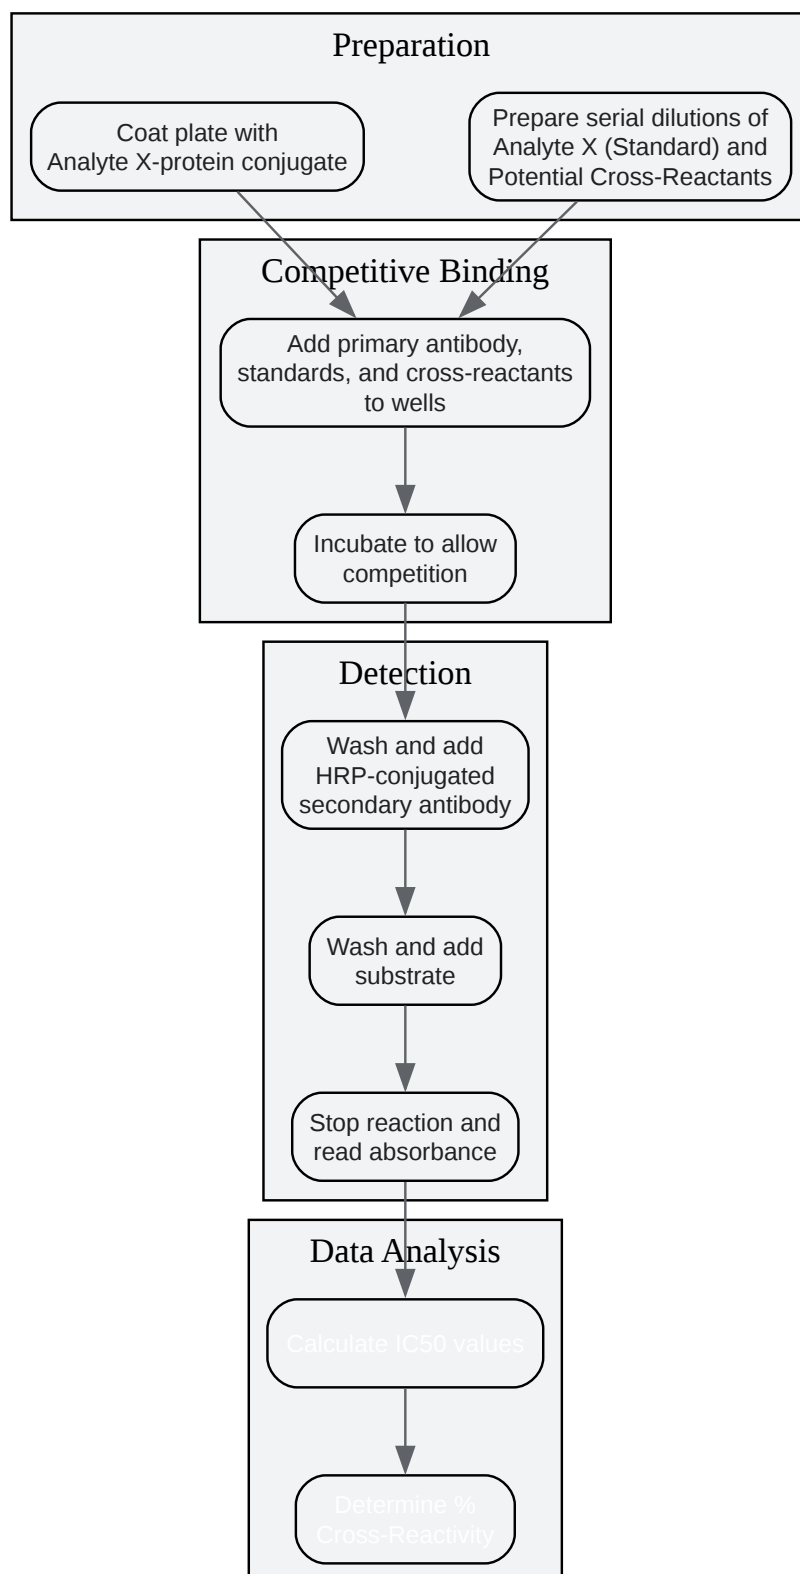 Preparation
Coat plate with
Analyte X-protein conjugate
Prepare serial dilutions of
Analyte X (Standard) and
Potential Cross-Reactants
Competitive Binding
Add primary antibody,
standards, and cross-reactants
to wells
Incubate to allow
competition
Detection
Wash and add
HRP-conjugated
secondary antibody
Wash and add
substrate
Stop reaction and
read absorbance
Data Analysis
Calculate IC50 values
Determine %
Cross-Reactivity